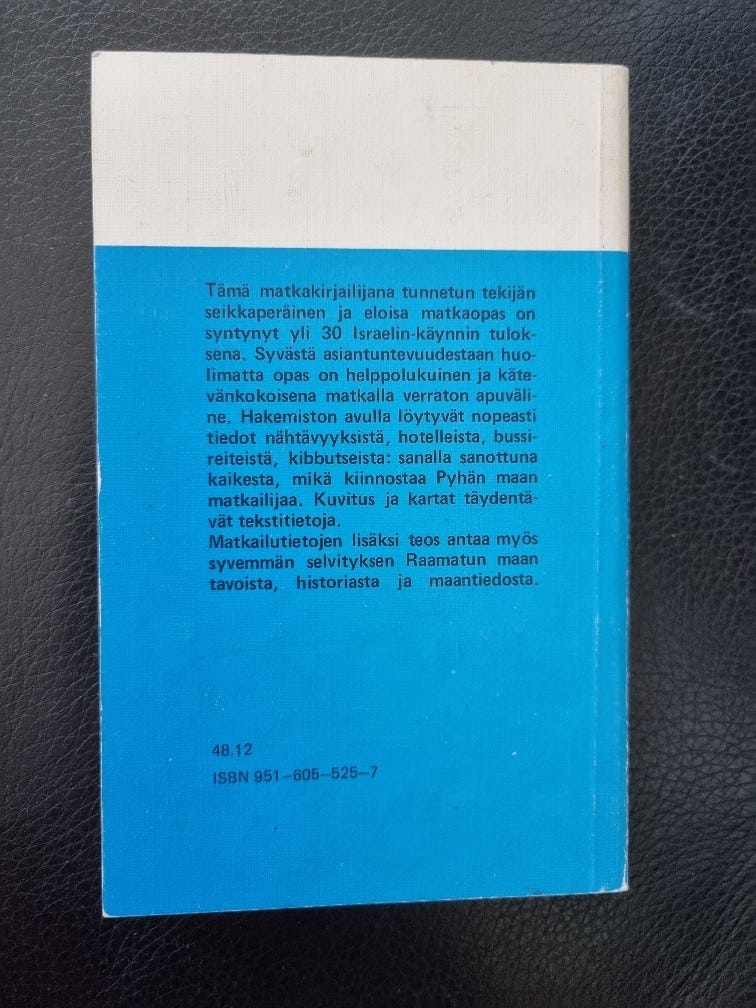 Tämä matkakirjailijana tunnetun tekijän
seikkaperäinen ja eloisa matkaopas on
syntynyt yli 30 Israelin-käynnin tulok-
sena. Syvästä asiantuntevuudestaan huo-
limatta opas on helppolukuinen ja käte-
vänkokoisena matkalla verraton apuväli-
ne. Hakemiston avulla löytyvät nopeasti
tiedot nähtävyyksistä, hotelleista, bussi-
reiteistä, kibbutseista: sanalla sanottuna
kaikesta, mikä kiinnostaa Pyhän maan
matkailijaa. Kuvitus ja kartat täydentä-
vät tekstitietoja.
Matkailutietojen lisäksi teos antaa myös
syvemmän selvityksen Raamatun maan
tavoista, historiasta ja maantiedosta.
48.12
ISBN 951–605–525–7